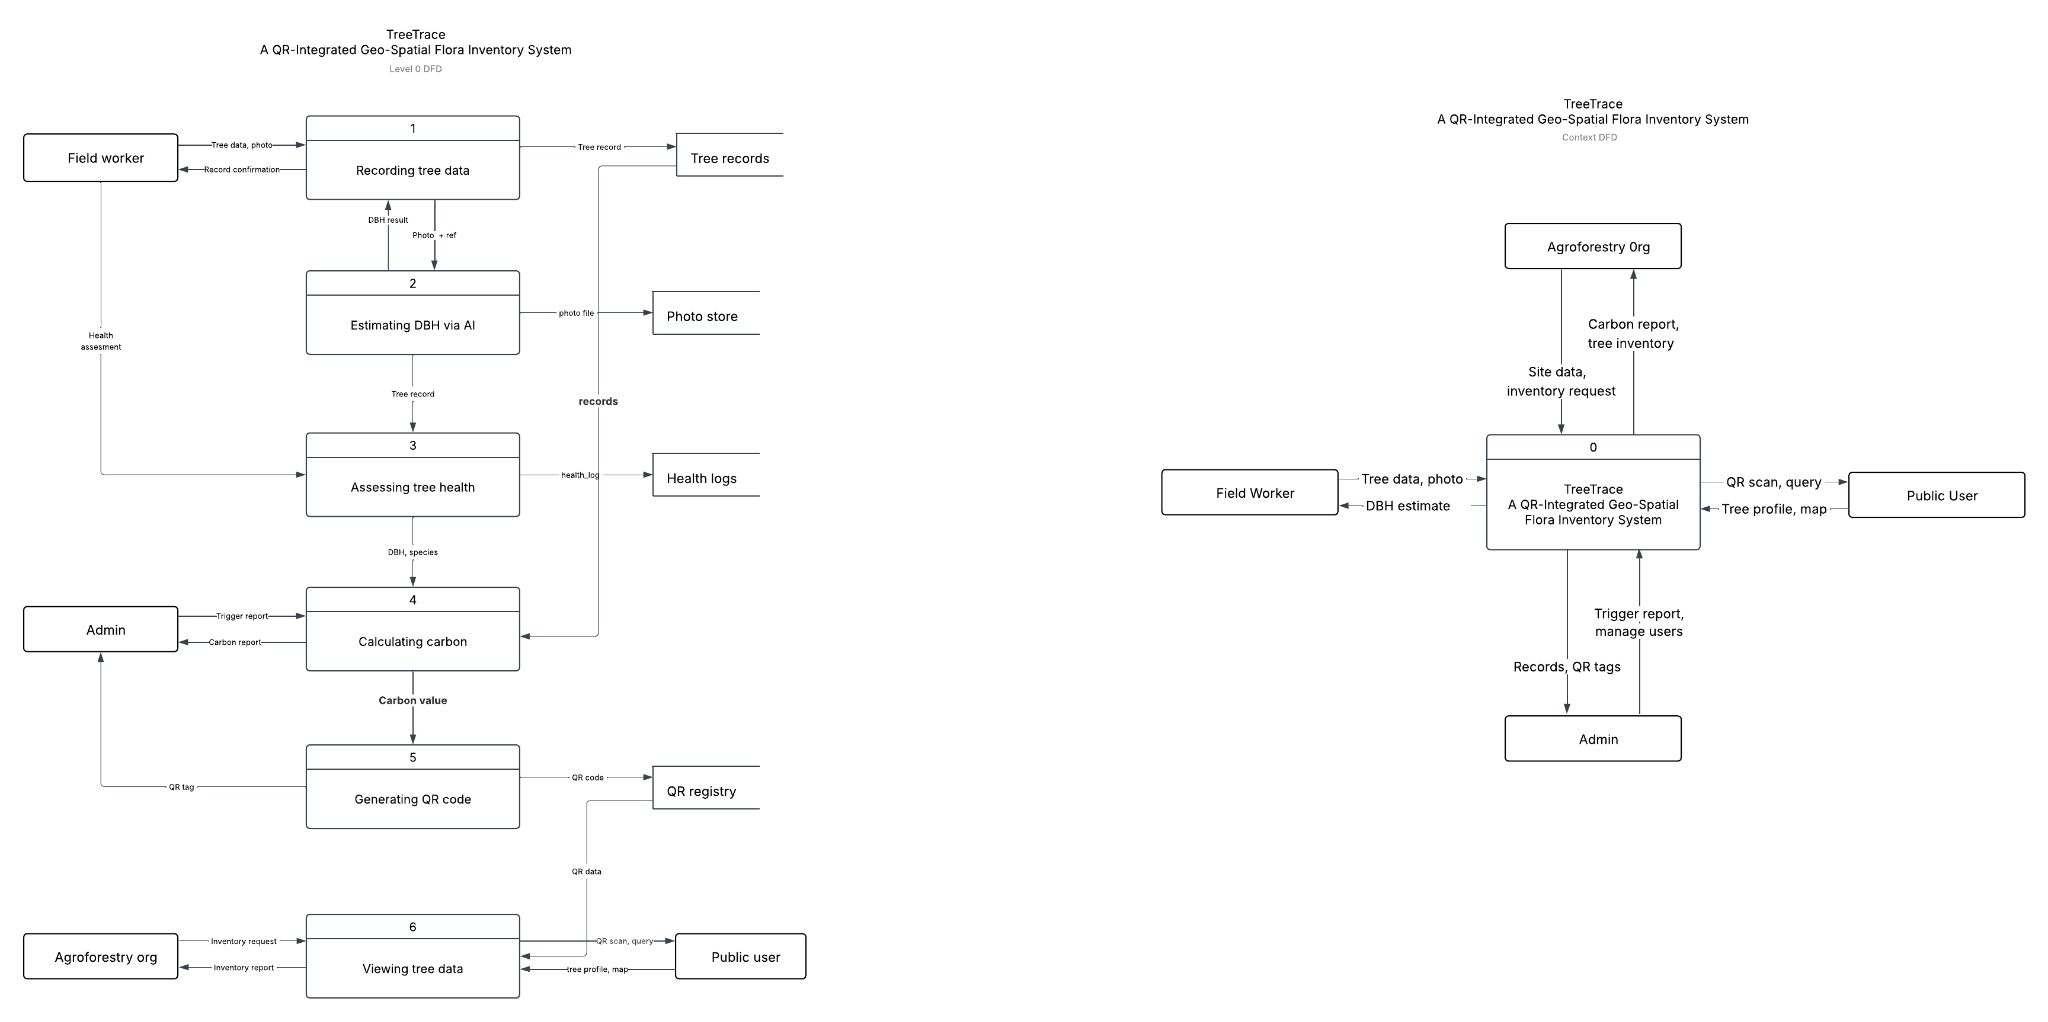 TreeTrace
A QR-Integrated Geo-Spatial Flora Inventory System
Level 0 DFD
1
Field worker
Tree data, photo
Record confirmation
Recording tree data
Tree record
Tree records
DBH result
Photo + ref
2
Estimating DBH via AI
photo file
Photo store
Health
assesment
Tree record
records
3
Assessing tree health
health_log
Health logs
DBH, species
4
Admin
Trigger report
Carbon report
Calculating carbon
Carbon value
5
Generating QR code
QR tag
QR code
QR registry
QR data
6
Agroforestry org
Inventory request
Inventory report
Viewing tree data
QR scan, query
tree profile, map
Public user
TreeTrace
A QR-Integrated Geo-Spatial Flora Inventory System
Context DFD
Agroforestry 0rg
Carbon report,
tree inventory
Site data,
inventory request
0
TreeTrace
A QR-Integrated Geo-Spatial
Flora Inventory System
Field Worker
Tree data, photo
DBH estimate
QR scan, query
Tree profile, map
Public User
Trigger report,
manage users
Records, QR tags
Admin